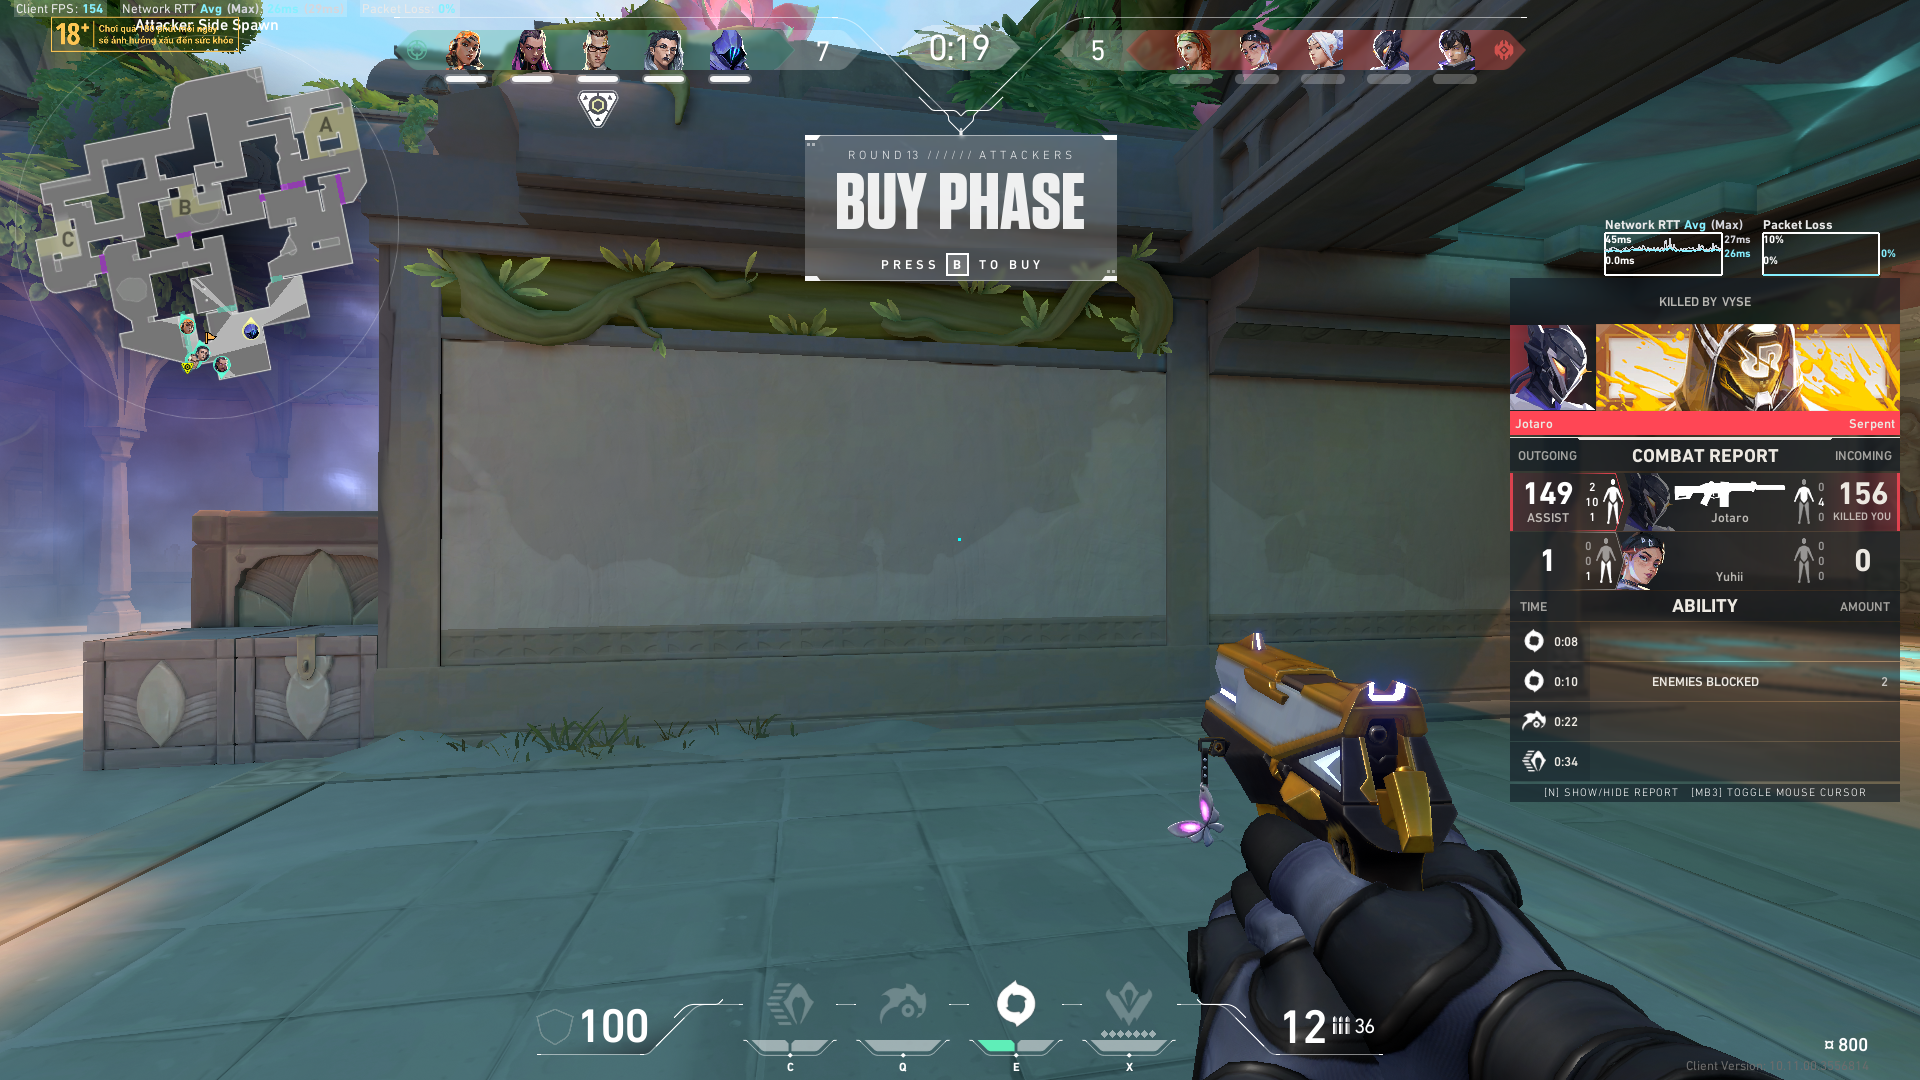 Client FPS: 154
Network RTT Avg (Max):
Packet Loss: 0%
Attacker Side Spawn
18+
Chơi quá 180 phút mỗi ngày
sẽ ảnh hưởng xấu đến sức khỏe
A
B
C
7
0:19
5
ROUND 13 ////// ATTACKERS
BUY PHASE
PRESS B TO BUY
Network RTT Avg (Max)
Packet Loss
45ms
0.0ms
27ms
26ms
10%
0%
0%
KILLED BY VYSE
Jotaro
Serpent
OUTGOING
COMBAT REPORT
INCOMING
149
ASSIST
2
10
1
Jotaro
0
4
0
156
KILLED YOU
1
0
0
1
Yuhii
0
0
0
0
TIME
ABILITY
AMOUNT
0:08
0:10
ENEMIES BLOCKED
2
0:22
0:34
[N] SHOW/HIDE REPORT [MB3] TOGGLE MOUSE CURSOR
100
C
Q
E
X
12
36
¤ 800